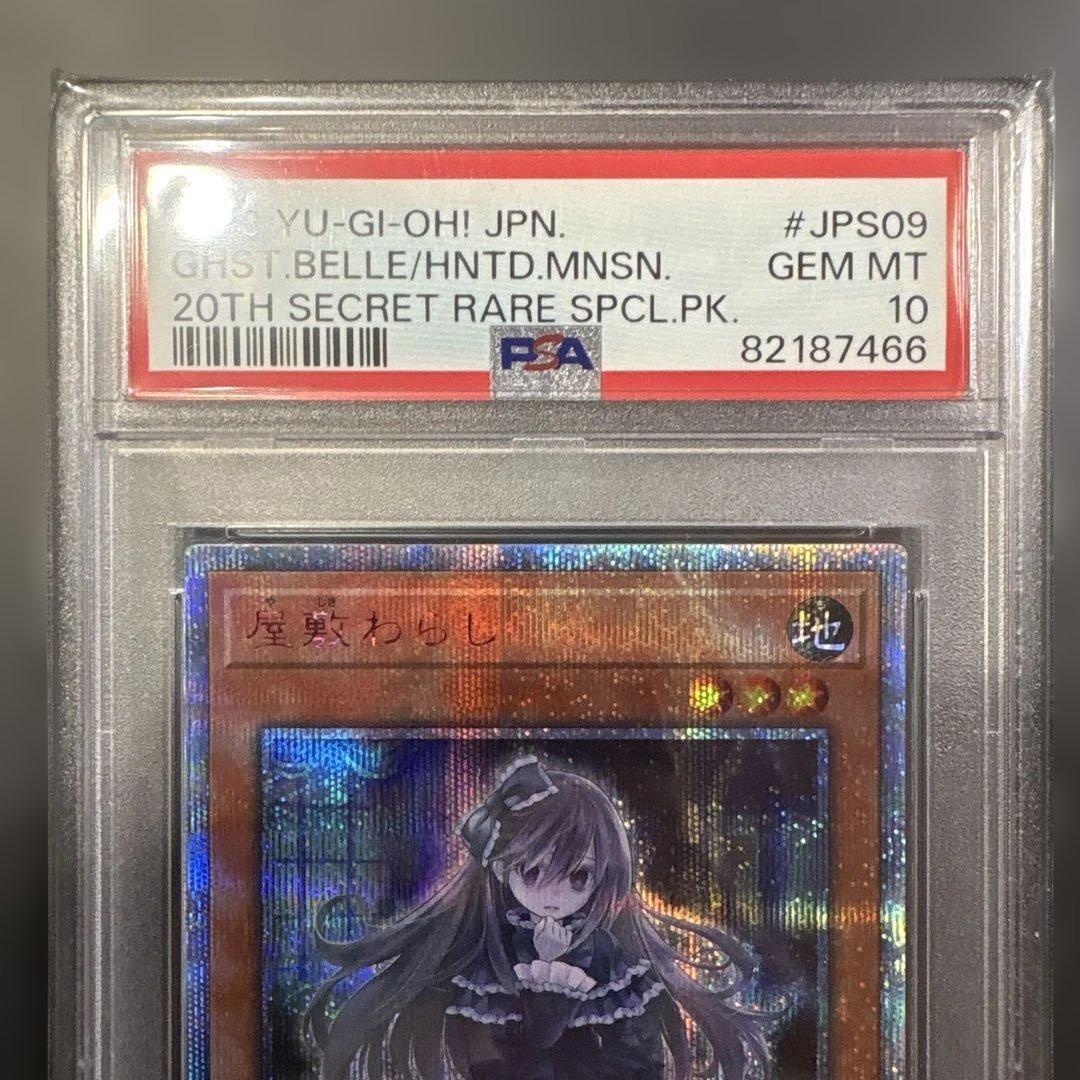 YU-GI-OH! JPN. #JPS09
GHST.BELLE/HNTD.MNSN. GEM MT
20TH SECRET RARE SPCL.PK. 10
PSA 82187466
屋敷わらし 地